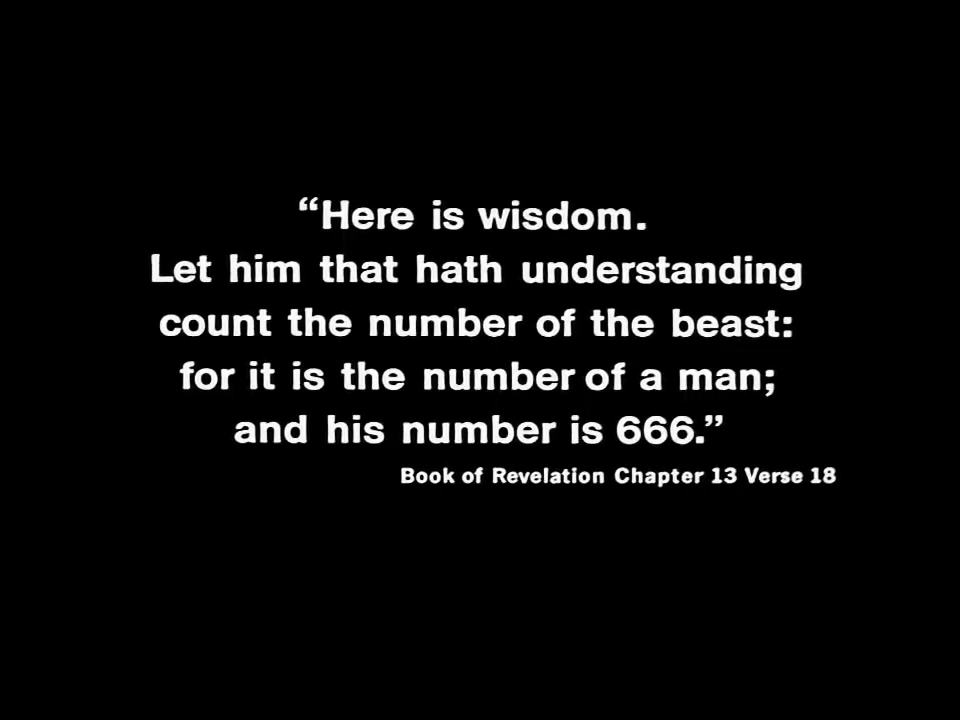 “Here is wisdom.
Let him that hath understanding
count the number of the beast:
for it is the number of a man;
and his number is 666.”
Book of Revelation Chapter 13 Verse 18